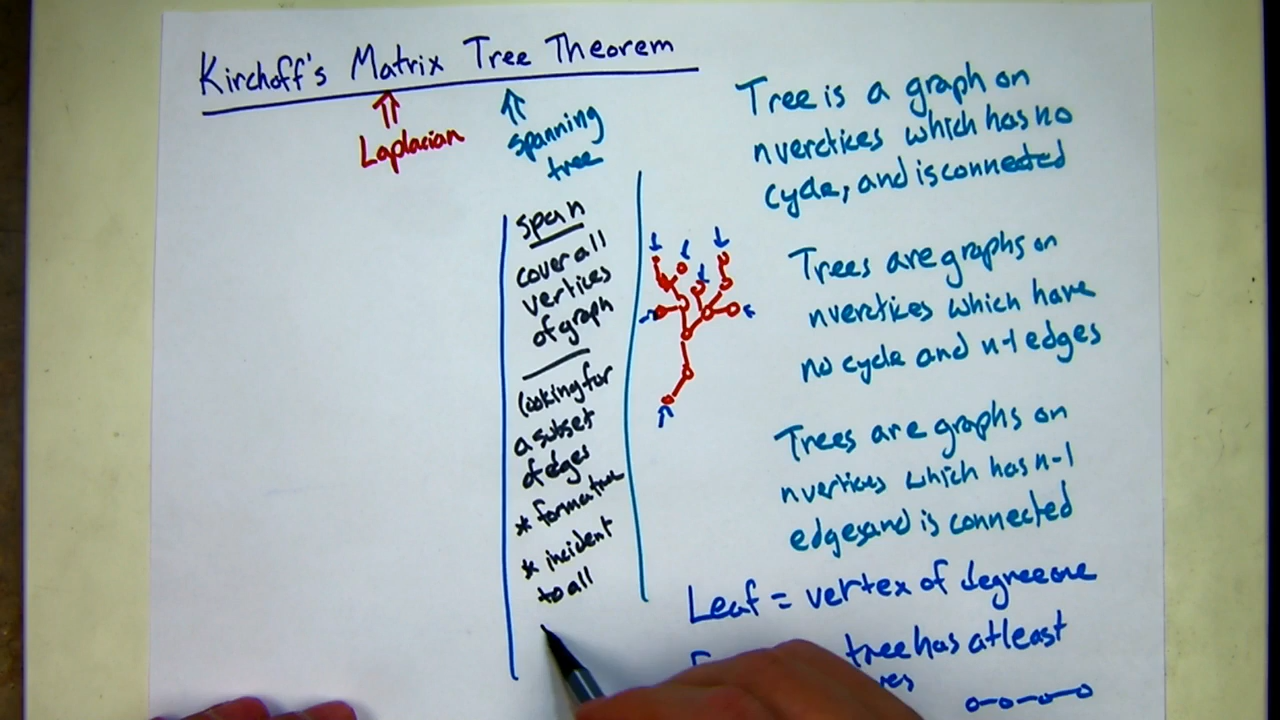 Kirchoff's Matrix Tree Theorem
Laplacian
Spanning
tree
span
cover all
vertices
of graph
looking for
a subset
of edges
* form a tree
* incident
to all
Tree is a graph on
n verctices which has no
cycle, and is connected
Trees are graphs on
n verctices which have
no cycle and n-1 edges
Trees are graphs on
n vertices which has n-1
edges and is connected
Leaf = vertex of degree one
tree has at least